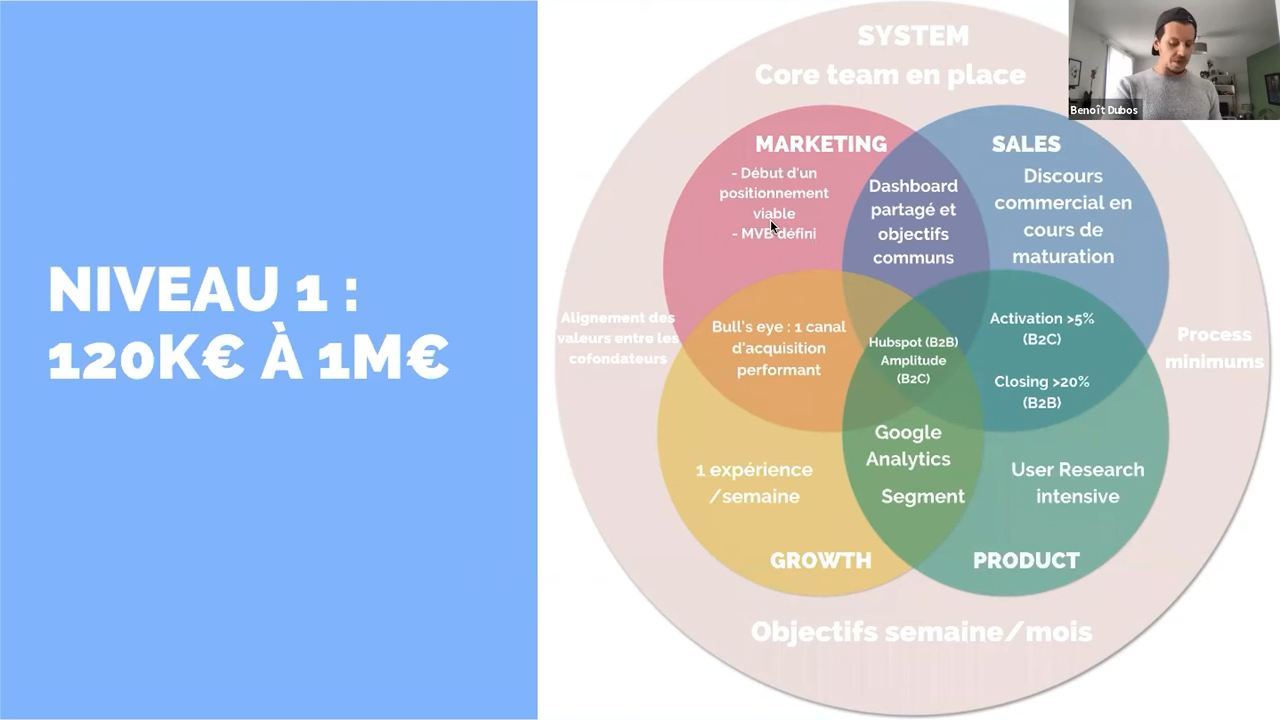 NIVEAU 1 :
120K€ À 1M€
SYSTEM
Core team en place
Benoît Dubos
MARKETING
- Début d'un
positionnement
viable
- MVB défini
Dashboard
partagé et
objectifs
communs
SALES
Discours
commercial en
cours de
maturation
Alignement des
valeurs entre les
cofondateurs
Bull's eye : 1 canal
d'acquisition
performant
Hubspot (B2B)
Amplitude
(B2C)
Activation >5%
(B2C)
Closing >20%
(B2B)
Process
minimums
1 expérience
/semaine
Google
Analytics
Segment
User Research
intensive
GROWTH
PRODUCT
Objectifs semaine/mois